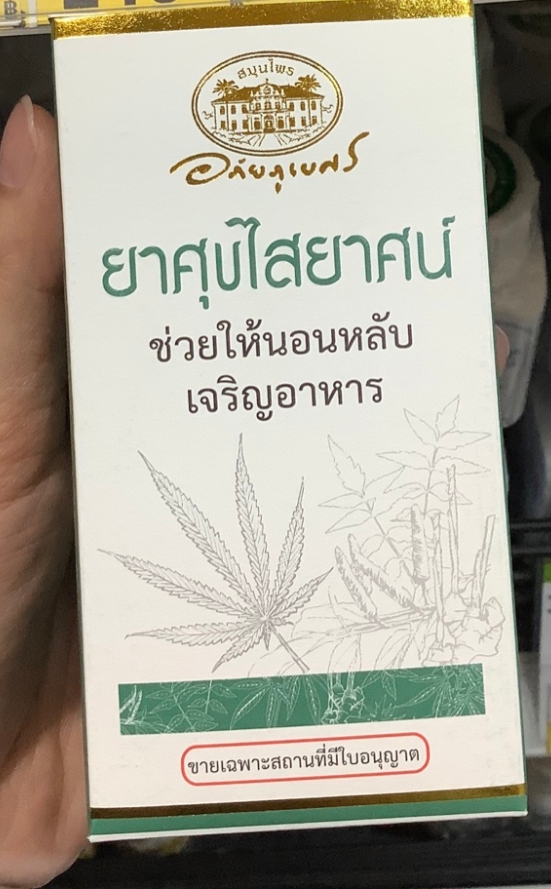 สมุนไพร
อภัยภูเบศร
ยาศุขไสยาศน์
ช่วยให้นอนหลับ
เจริญอาหาร
ขายเฉพาะสถานที่มีใบอนุญาต